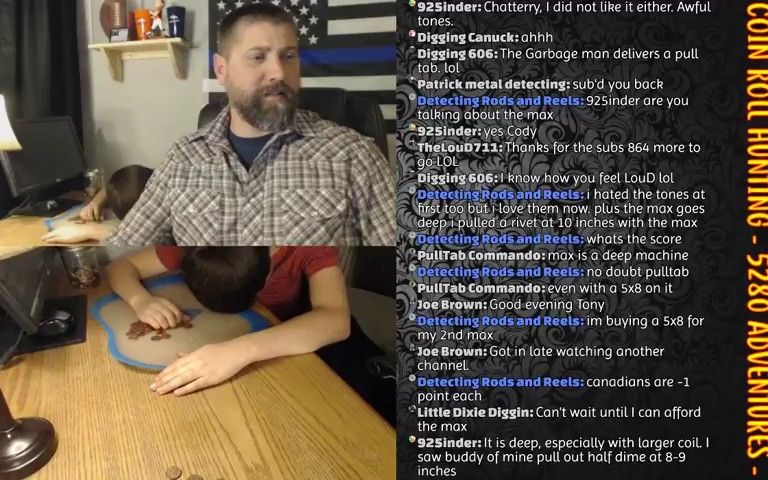 925inder: Chatterry, I did not like it either. Awful
tones.
Digging Canuck: ahhh
Digging 606: The Garbage man delivers a pull
tab. lol
Patrick metal detecting: sub'd you back
Detecting Rods and Reels: 925inder are you
talking about the max
925inder: yes Cody
TheLouD711: Thanks for the subs 864 more to
go LOL
Digging 606: I know how you feel LouD lol
Detecting Rods and Reels: i hated the tones at
first too but i love them now. plus the max goes
deep i pulled a rivet at 10 inches with the max
Detecting Rods and Reels: whats the score
PullTab Commando: max is a deep machine
Detecting Rods and Reels: no doubt pulltab
PullTab Commando: even with a 5x8 on it
Joe Brown: Good evening Tony
Detecting Rods and Reels: im buying a 5x8 for
my 2nd max
Joe Brown: Got in late watching another
channel.
Detecting Rods and Reels: canadians are -1
point each
Little Dixie Diggin: Can't wait until I can afford
the max
925inder: It is deep, especially with larger coil. I
saw buddy of mine pull out half dime at 8-9
inches
COIN ROLL HUNTING - 5280 ADVENTURES -